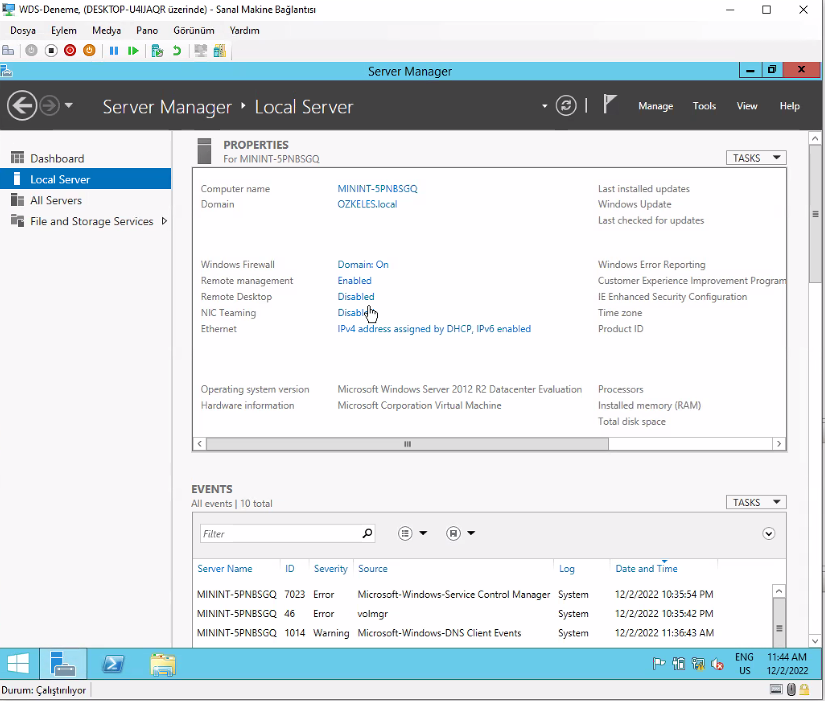 WDS-Deneme, (DESKTOP-U4IJAQR üzerinde) - Sanal Makine Bağlantısı
Dosya Eylem Medya Pano Görünüm Yardım
Server Manager
Server Manager Local Server
Manage Tools View Help
Dashboard
Local Server
All Servers
File and Storage Services
PROPERTIES
For MININT-5PNBSGQ
TASKS
Computer name MININT-5PNBSGQ Last installed updates
Domain OZKELES.local Windows Update
Last checked for updates
Windows Firewall Domain: On Windows Error Reporting
Remote management Enabled Customer Experience Improvement Program
Remote Desktop Disabled IE Enhanced Security Configuration
NIC Teaming Disabled Time zone
Ethernet IPv4 address assigned by DHCP, IPv6 enabled Product ID
Operating system version Microsoft Windows Server 2012 R2 Datacenter Evaluation Processors
Hardware information Microsoft Corporation Virtual Machine Installed memory (RAM)
Total disk space
EVENTS
All events | 10 total
TASKS
Filter
Server Name ID Severity Source Log Date and Time
MININT-5PNBSGQ 7023 Error Microsoft-Windows-Service Control Manager System 12/2/2022 10:35:54 PM
MININT-5PNBSGQ 46 Error volmgr System 12/2/2022 10:35:42 PM
MININT-5PNBSGQ 1014 Warning Microsoft-Windows-DNS Client Events System 12/2/2022 11:36:43 AM
ENG 11:44 AM
US 12/2/2022
Durum: Çalıştırılıyor